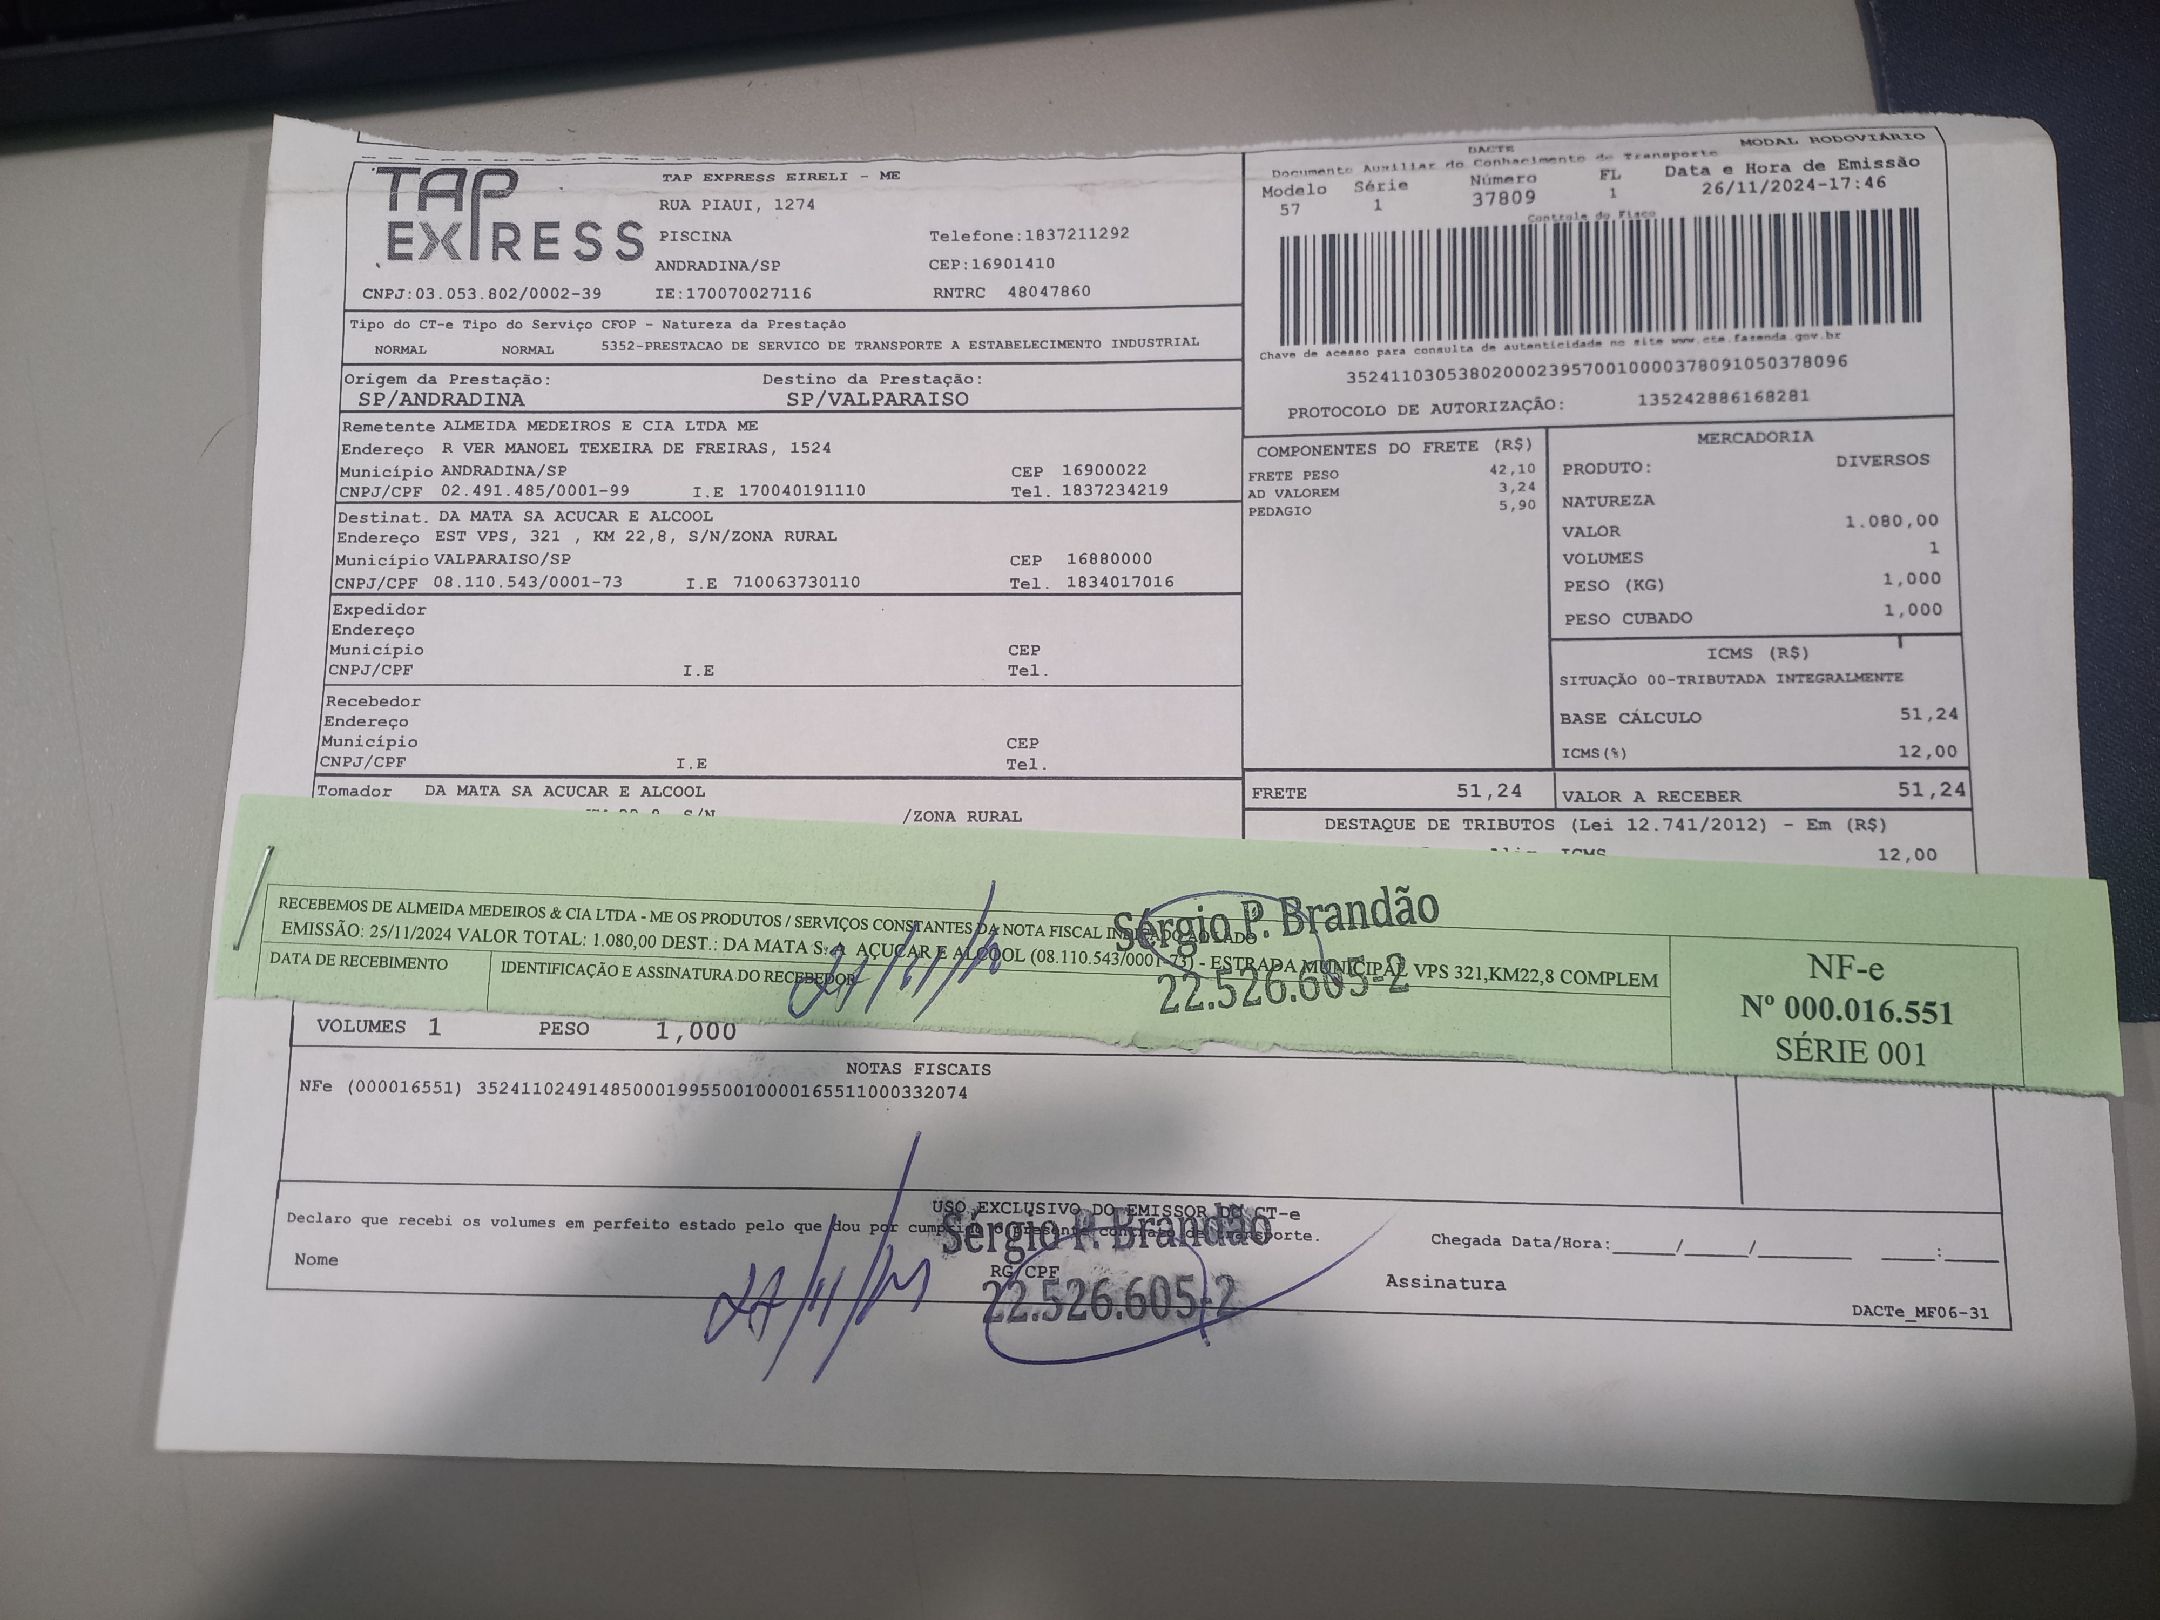 DACTE
MODAL RODOVIÁRIO
Documento Auxiliar do Conhecimento de Transporte
Modelo Série Número FL Data e Hora de Emissão
57 1 37809 1 26/11/2024-17:46
Controle do Fisco
TAP EXPRESS
TAP EXPRESS EIRELI - ME
RUA PIAUI, 1274
PISCINA Telefone:1837211292
ANDRADINA/SP CEP:16901410
CNPJ:03.053.802/0002-39 IE:170070027116 RNTRC 48047860
Chave de acesso para consulta de autenticidade no site www.cte.fazenda.gov.br
35241103053802000239570010000378091050378096
PROTOCOLO DE AUTORIZAÇÃO: 135242886168281
Tipo do CT-e Tipo do Serviço CFOP - Natureza da Prestação
NORMAL NORMAL 5352-PRESTACAO DE SERVICO DE TRANSPORTE A ESTABELECIMENTO INDUSTRIAL
Origem da Prestação: Destino da Prestação:
SP/ANDRADINA SP/VALPARAISO
Remetente ALMEIDA MEDEIROS E CIA LTDA ME
Endereço R VER MANOEL TEXEIRA DE FREIRAS, 1524
Município ANDRADINA/SP CEP 16900022
CNPJ/CPF 02.491.485/0001-99 I.E 170040191110 Tel. 1837234219
Destinat. DA MATA SA ACUCAR E ALCOOL
Endereço EST VPS, 321 , KM 22,8, S/N/ZONA RURAL
Município VALPARAISO/SP CEP 16880000
CNPJ/CPF 08.110.543/0001-73 I.E 710063730110 Tel. 1834017016
Expedidor
Endereço
Município CEP
CNPJ/CPF I.E Tel.
Recebedor
Endereço
Município CEP
CNPJ/CPF I.E Tel.
Tomador DA MATA SA ACUCAR E ALCOOL
/ZONA RURAL
COMPONENTES DO FRETE (R$)
FRETE PESO 42,10
AD VALOREM 3,24
PEDAGIO 5,90
MERCADORIA
PRODUTO: DIVERSOS
NATUREZA
VALOR 1.080,00
VOLUMES 1
PESO (KG) 1,000
PESO CUBADO 1,000
ICMS (R$)
SITUAÇÃO 00-TRIBUTADA INTEGRALMENTE
BASE CÁLCULO 51,24
ICMS(%) 12,00
FRETE 51,24 VALOR A RECEBER 51,24
DESTAQUE DE TRIBUTOS (Lei 12.741/2012) - Em (R$)
ICMS 12,00
RECEBEMOS DE ALMEIDA MEDEIROS & CIA LTDA - ME OS PRODUTOS / SERVIÇOS CONSTANTES DA NOTA FISCAL INDICADO AO LADO
EMISSÃO: 25/11/2024 VALOR TOTAL: 1.080,00 DEST.: DA MATA S. A AÇUCAR E ALCOOL (08.110.543/0001-73) - ESTRADA MUNICIPAL VPS 321,KM22,8 COMPLEM
DATA DE RECEBIMENTO IDENTIFICAÇÃO E ASSINATURA DO RECEBEDOR
Sérgio P. Brandão
22.526.605-2
NF-e
Nº 000.016.551
SÉRIE 001
VOLUMES 1 PESO 1,000
NOTAS FISCAIS
NFe (000016551) 35241102491485000199550010000165511000332074
USO EXCLUSIVO DO EMISSOR DO CT-e
Declaro que recebi os volumes em perfeito estado pelo que dou por cumprido o presente contrato de transporte.
Sérgio P. Brandão
22.526.605-2
Nome RG/CPF
Chegada Data/Hora:_____/_____/________ ____:____
Assinatura
DACTe_MF06-31